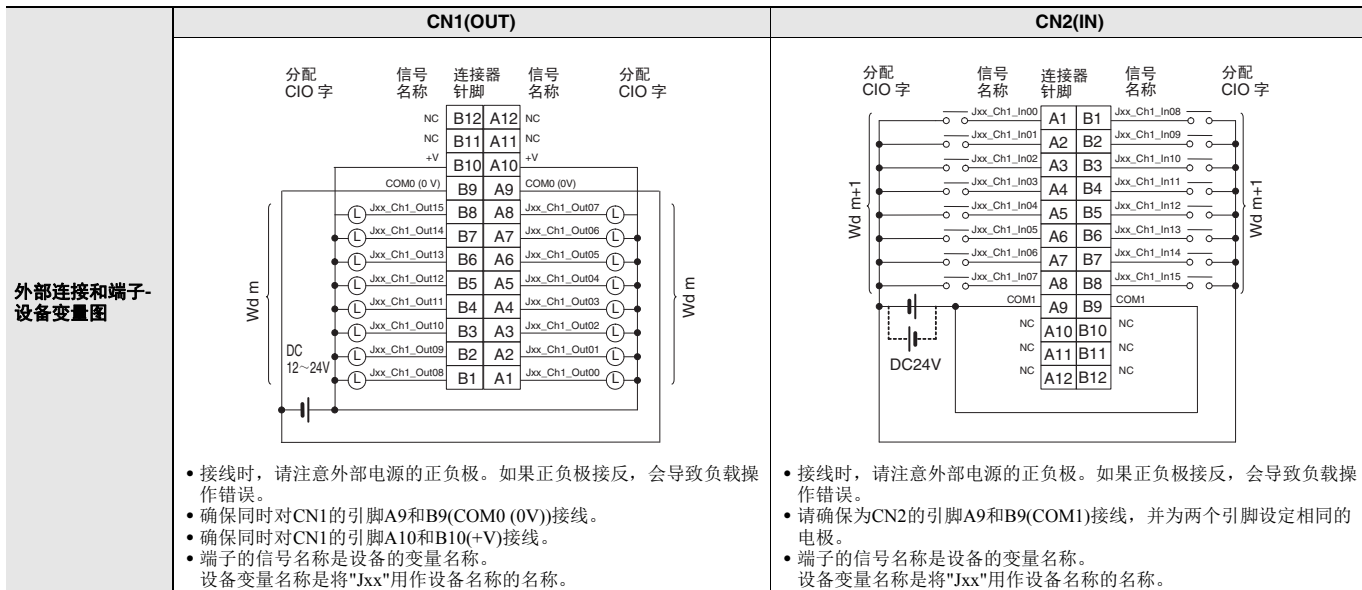 CN1(OUT)
CN2(IN)
外部连接和端子-
设备变量图
分配
CIO 字
信号
名称
连接器
针脚
信号
名称
分配
CIO 字
NC B12 A12 NC
NC B11 A11 NC
+V B10 A10 +V
COM0 (0 V) B9 A9 COM0 (0V)
Jxx_Ch1_Out15 B8 A8 Jxx_Ch1_Out07
L L
Jxx_Ch1_Out14 B7 A7 Jxx_Ch1_Out06
L L
Jxx_Ch1_Out13 B6 A6 Jxx_Ch1_Out05
L L
Jxx_Ch1_Out12 B5 A5 Jxx_Ch1_Out04
L L
Jxx_Ch1_Out11 B4 A4 Jxx_Ch1_Out03
L L
Jxx_Ch1_Out10 B3 A3 Jxx_Ch1_Out02
L L
Jxx_Ch1_Out09 B2 A2 Jxx_Ch1_Out01
L L
Jxx_Ch1_Out08 B1 A1 Jxx_Ch1_Out00
L L
Wd m
Wd m
DC
12～24V
• 接线时，请注意外部电源的正负极。如果正负极接反，会导致负载操
作错误。
• 确保同时对CN1的引脚A9和B9(COM0 (0V))接线。
• 确保同时对CN1的引脚A10和B10(+V)接线。
• 端子的信号名称是设备的变量名称。
设备变量名称是将"Jxx"用作设备名称的名称。
分配
CIO 字
信号
名称
连接器
针脚
信号
名称
分配
CIO 字
Jxx_Ch1_In00 A1 B1 Jxx_Ch1_In08
Jxx_Ch1_In01 A2 B2 Jxx_Ch1_In09
Jxx_Ch1_In02 A3 B3 Jxx_Ch1_In10
Jxx_Ch1_In03 A4 B4 Jxx_Ch1_In11
Jxx_Ch1_In04 A5 B5 Jxx_Ch1_In12
Jxx_Ch1_In05 A6 B6 Jxx_Ch1_In13
Jxx_Ch1_In06 A7 B7 Jxx_Ch1_In14
Jxx_Ch1_In07 A8 B8 Jxx_Ch1_In15
COM1 A9 B9 COM1
NC A10 B10 NC
NC A11 B11 NC
NC A12 B12 NC
Wd m+1
Wd m+1
DC24V
• 接线时，请注意外部电源的正负极。如果正负极接反，会导致负载操
作错误。
• 请确保为CN2的引脚A9和B9(COM1)接线，并为两个引脚设定相同的
电极。
• 端子的信号名称是设备的变量名称。
设备变量名称是将"Jxx"用作设备名称的名称。